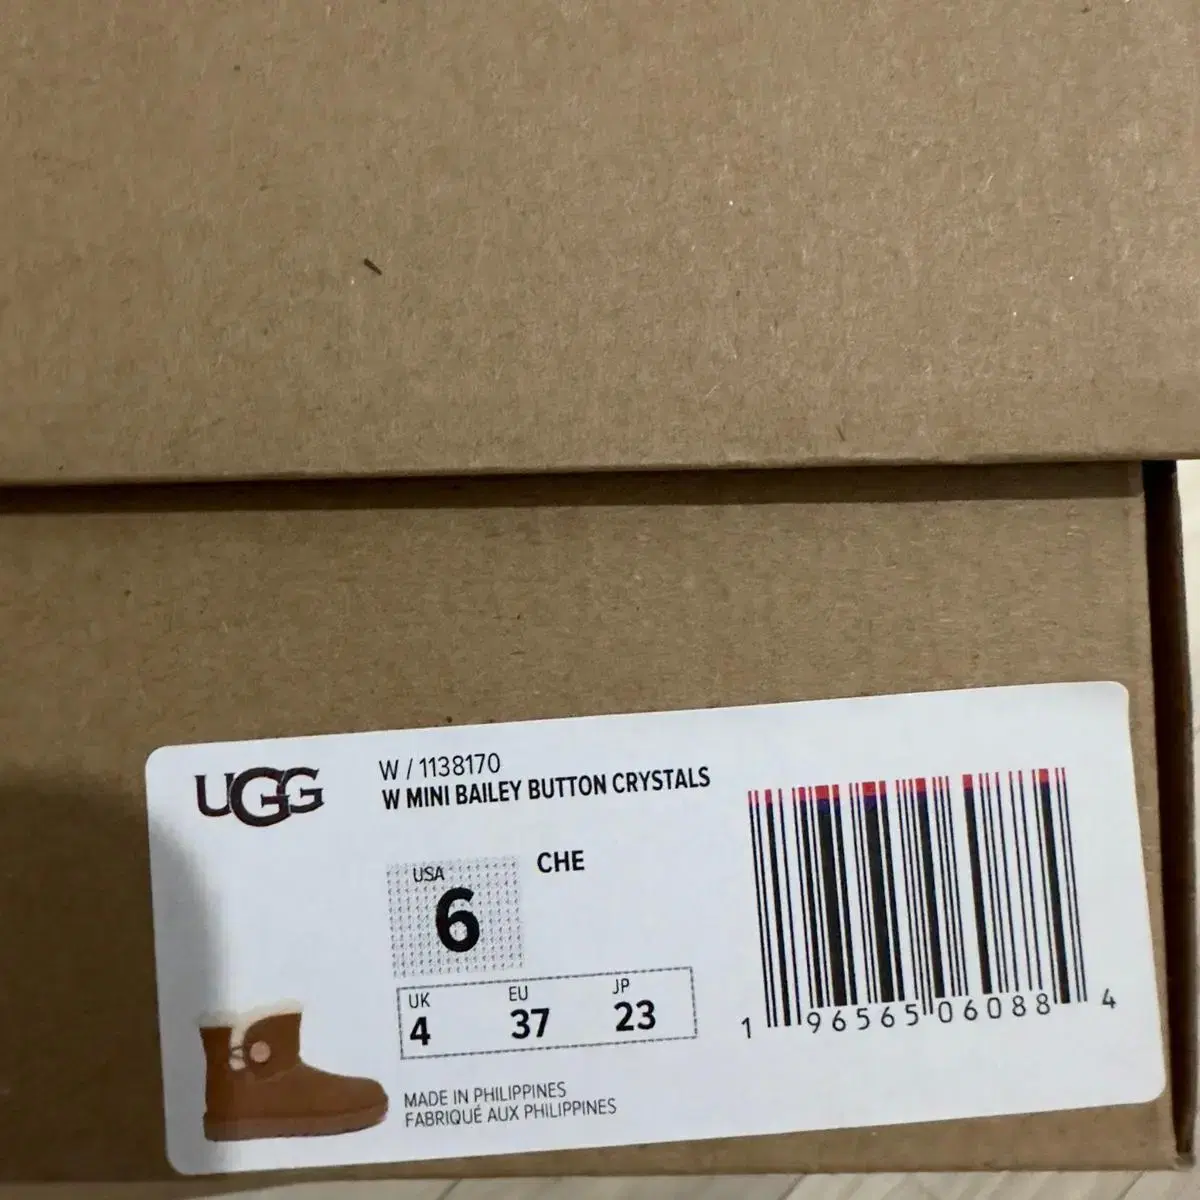 UGG
W / 1138170
W MINI BAILEY BUTTON CRYSTALS
CHE
USA
6
UK EU JP
4 37 23
MADE IN PHILIPPINES
FABRIQUÉ AUX PHILIPPINES
1 96565 06088 4